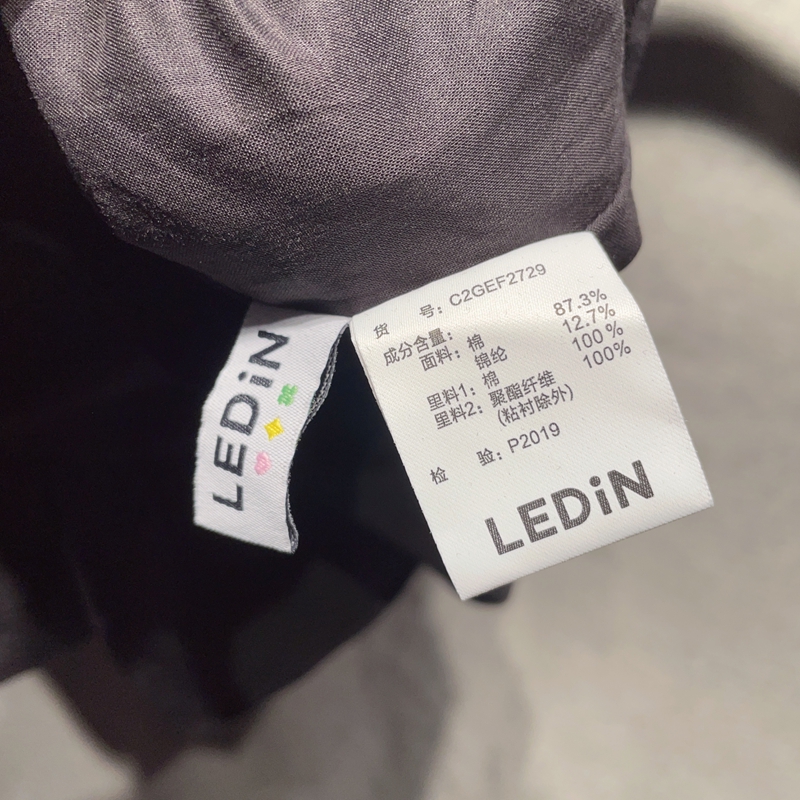 LEDiN
货 号: C2GEF2729
成分含量:
面料: 棉 87.3%
锦纶 12.7%
里料1: 棉 100%
里料2: 聚酯纤维 100%
(粘衬除外)
检 验: P2019
LEDiN